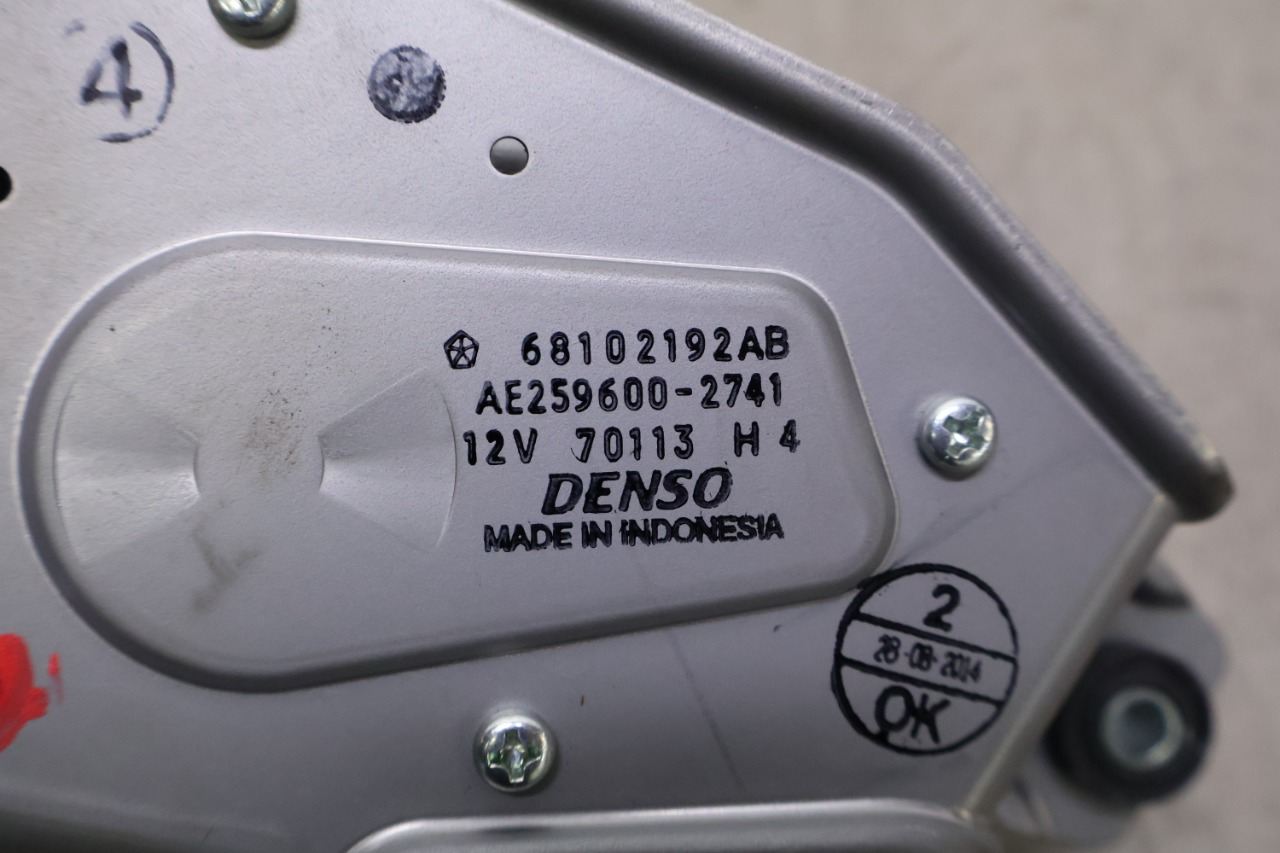 4
68102192AB
AE259600-2741
12V 70113 H 4
DENSO
MADE IN INDONESIA
2
28-08-2014
OK